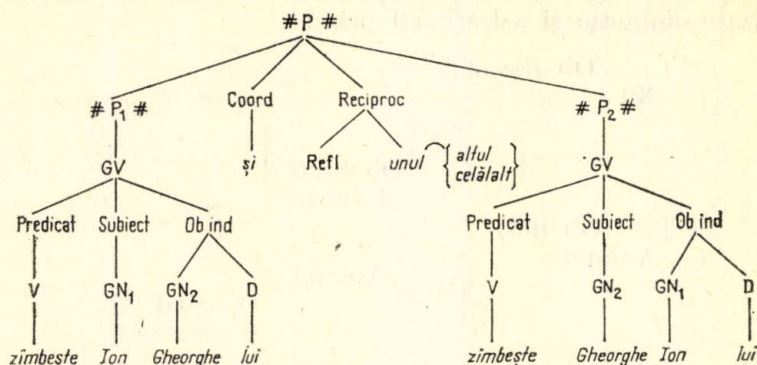 # P #
# P₁ # Coord Reciproc # P₂ #
și Refl unul { altul
celălalt
GV GV
Predicat Subiect Ob ind Predicat Subiect Ob ind
V GN₁ GN₂ D V GN₂ GN₁ D
zîmbește Ion Gheorghe lui zîmbește Gheorghe Ion lui